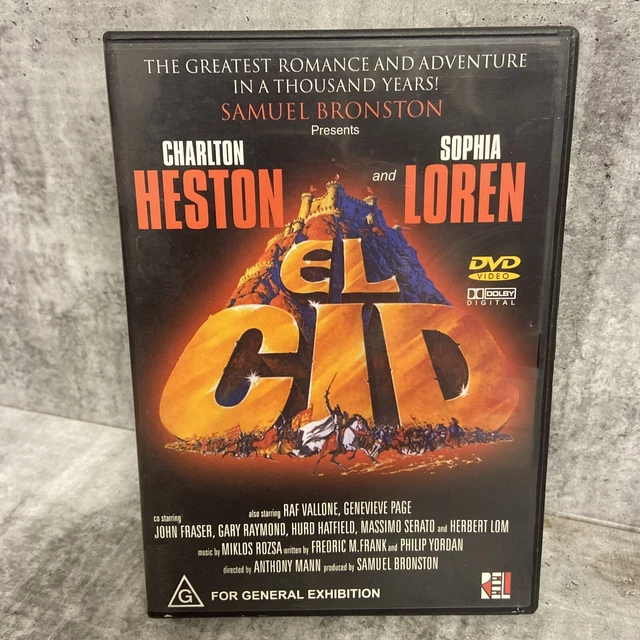 THE GREATEST ROMANCE AND ADVENTURE
IN A THOUSAND YEARS!
SAMUEL BRONSTON
Presents
CHARLTON
HESTON
and
SOPHIA
LOREN
EL
CID
DVD
VIDEO
DOLBY
DIGITAL
also starring RAF VALLONE, GENEVIEVE PAGE
co starring
JOHN FRASER, GARY RAYMOND, HURD HATFIELD, MASSIMO SERATO and HERBERT LOM
music by MIKLOS ROZSA written by FREDRIC M.FRANK and PHILIP YORDAN
directed by ANTHONY MANN produced by SAMUEL BRONSTON
G FOR GENERAL EXHIBITION
REEL